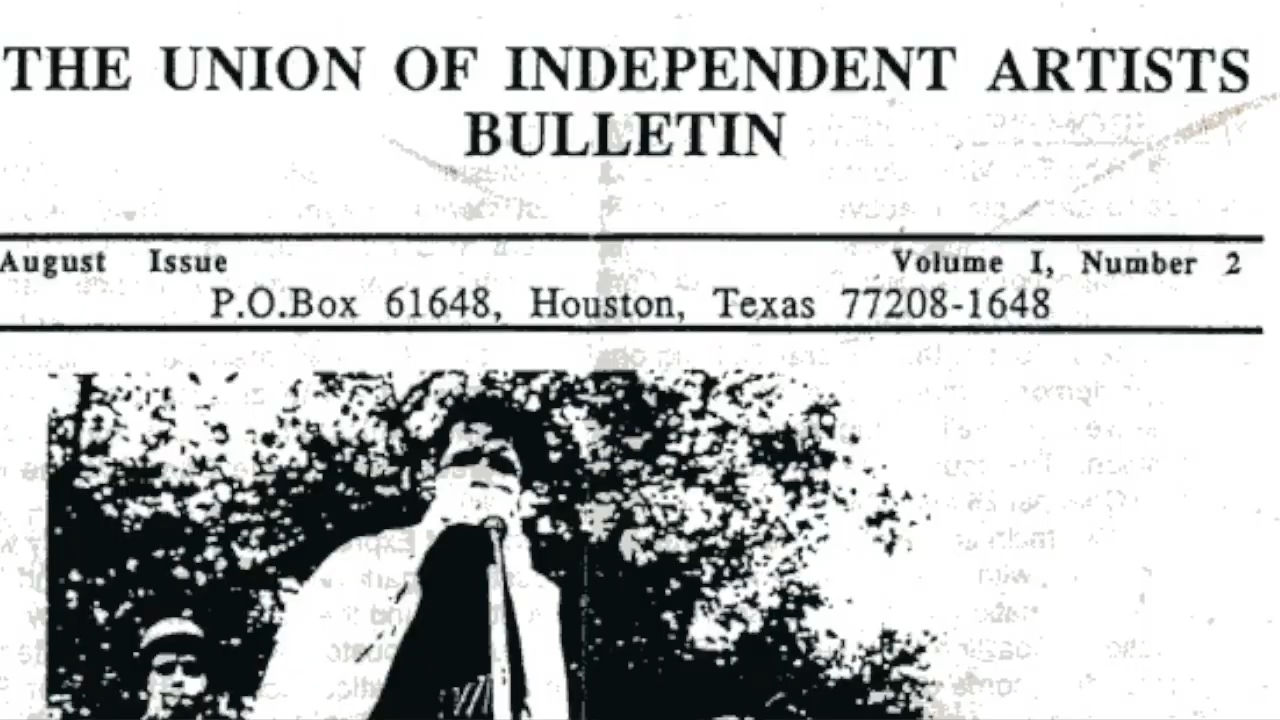 THE UNION OF INDEPENDENT ARTISTS
BULLETIN
August Issue Volume I, Number 2
P.O.Box 61648, Houston, Texas 77208-1648